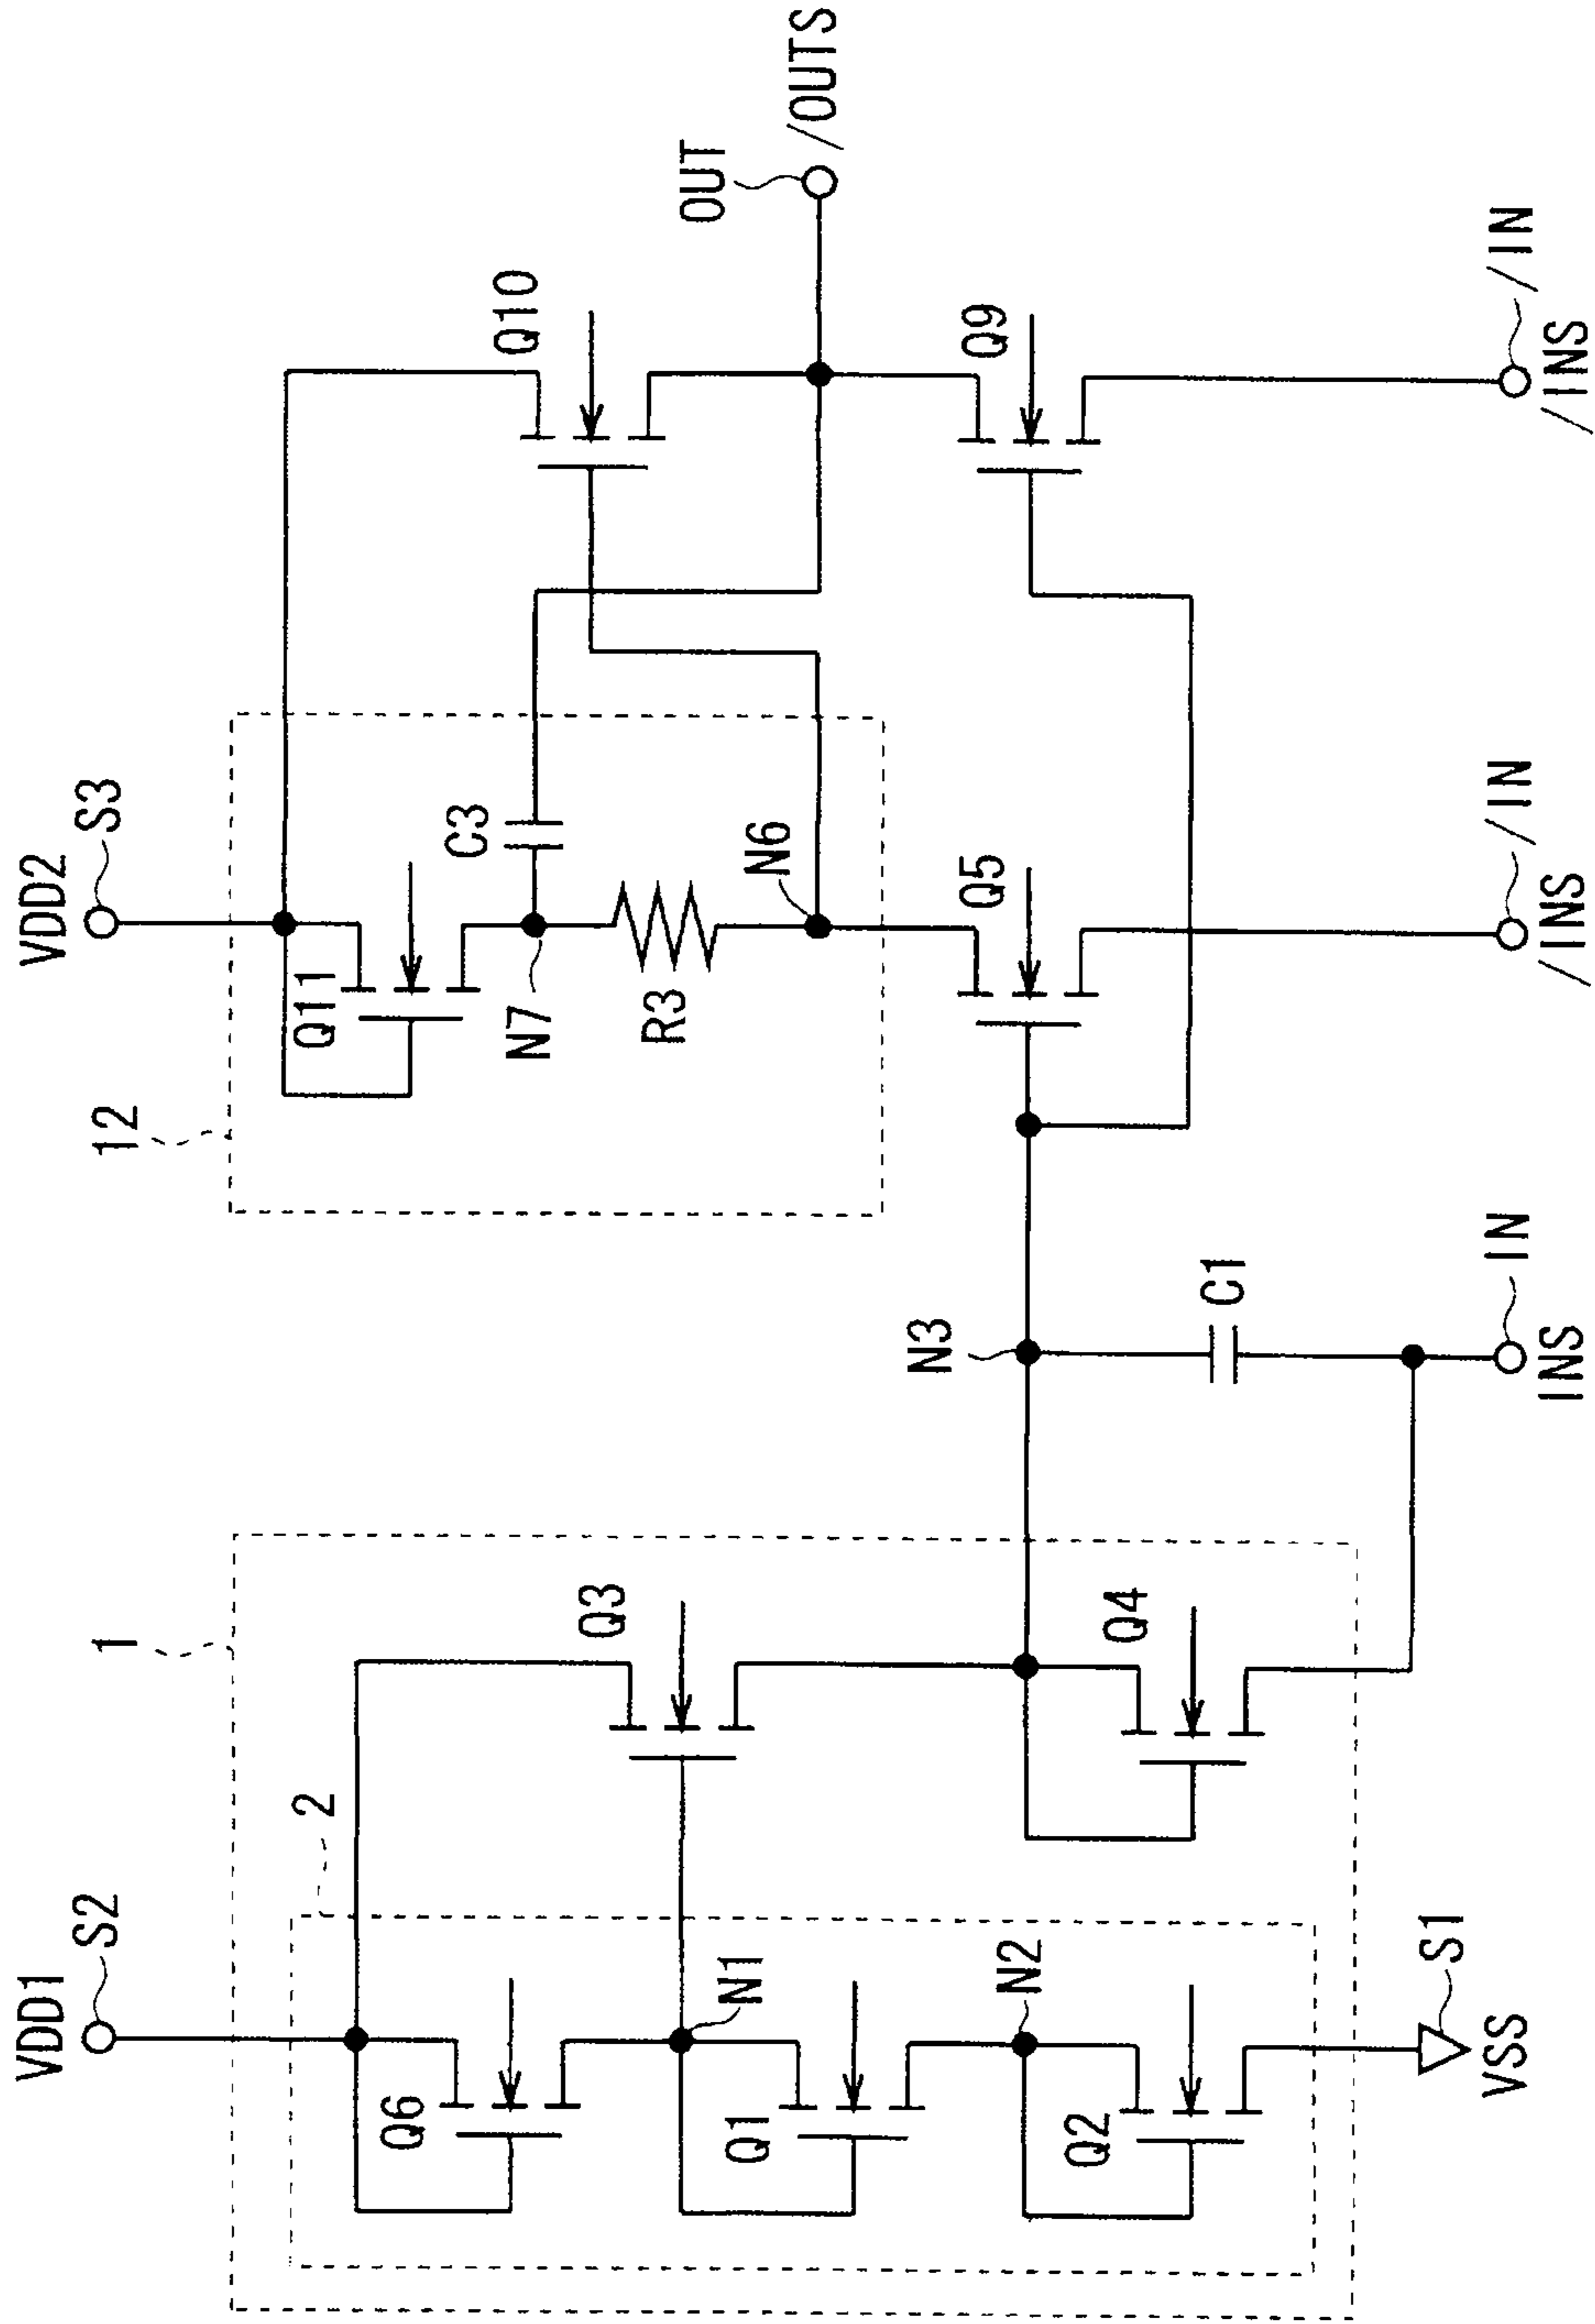 VDD1
S2
1
2
Q6
N1
Q1
N2
Q2
VSS
S1
Q3
Q4
N3
C1
IN
INS
VDD2
S3
12
Q11
N7
C3
R3
N6
Q5
/IN
/INS
Q10
OUT
/OUTS
Q9
/IN
/INS